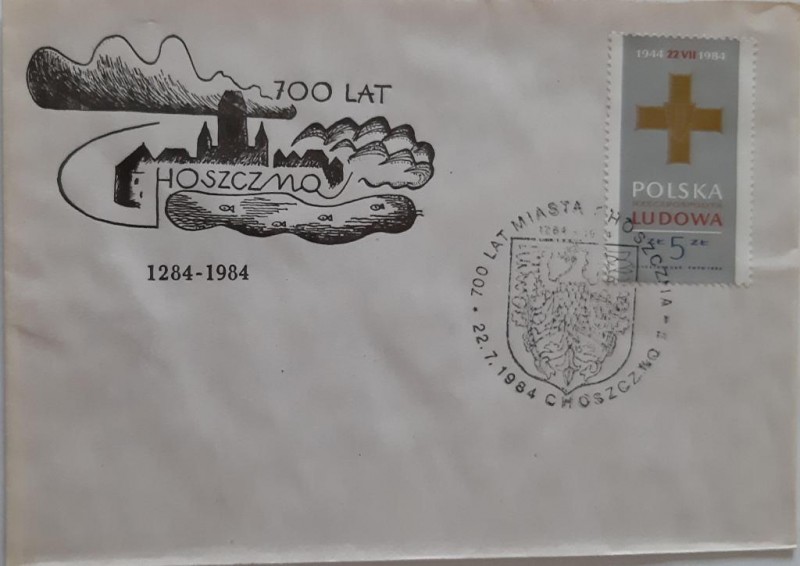 700 LAT
CHOSZCZNO
1284-1984
1944 22 VII 1984
POLSKA
LUDOWA
ZŁ 5 ZŁ
700 LAT MIASTA CHOSZCZNA
1284-1984
22.7.1984 CHOSZCZNO